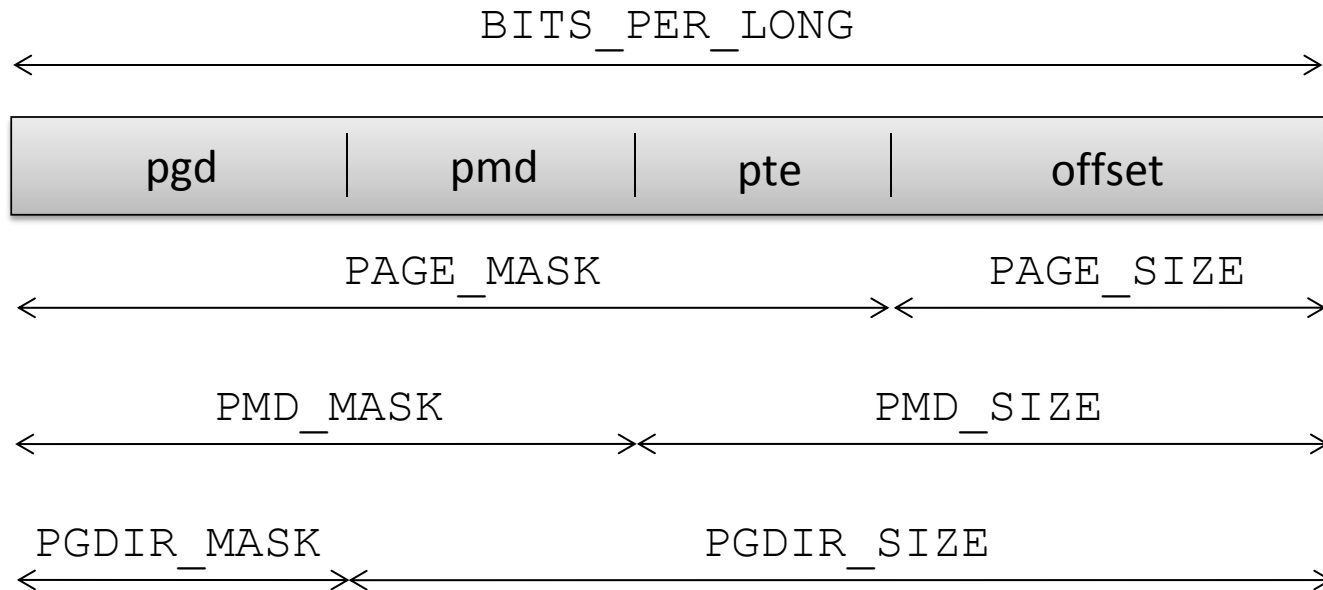 BITS_PER_LONG
pgd pmd pte offset
PAGE_MASK PAGE_SIZE
PMD_MASK PMD_SIZE
PGDIR_MASK PGDIR_SIZE